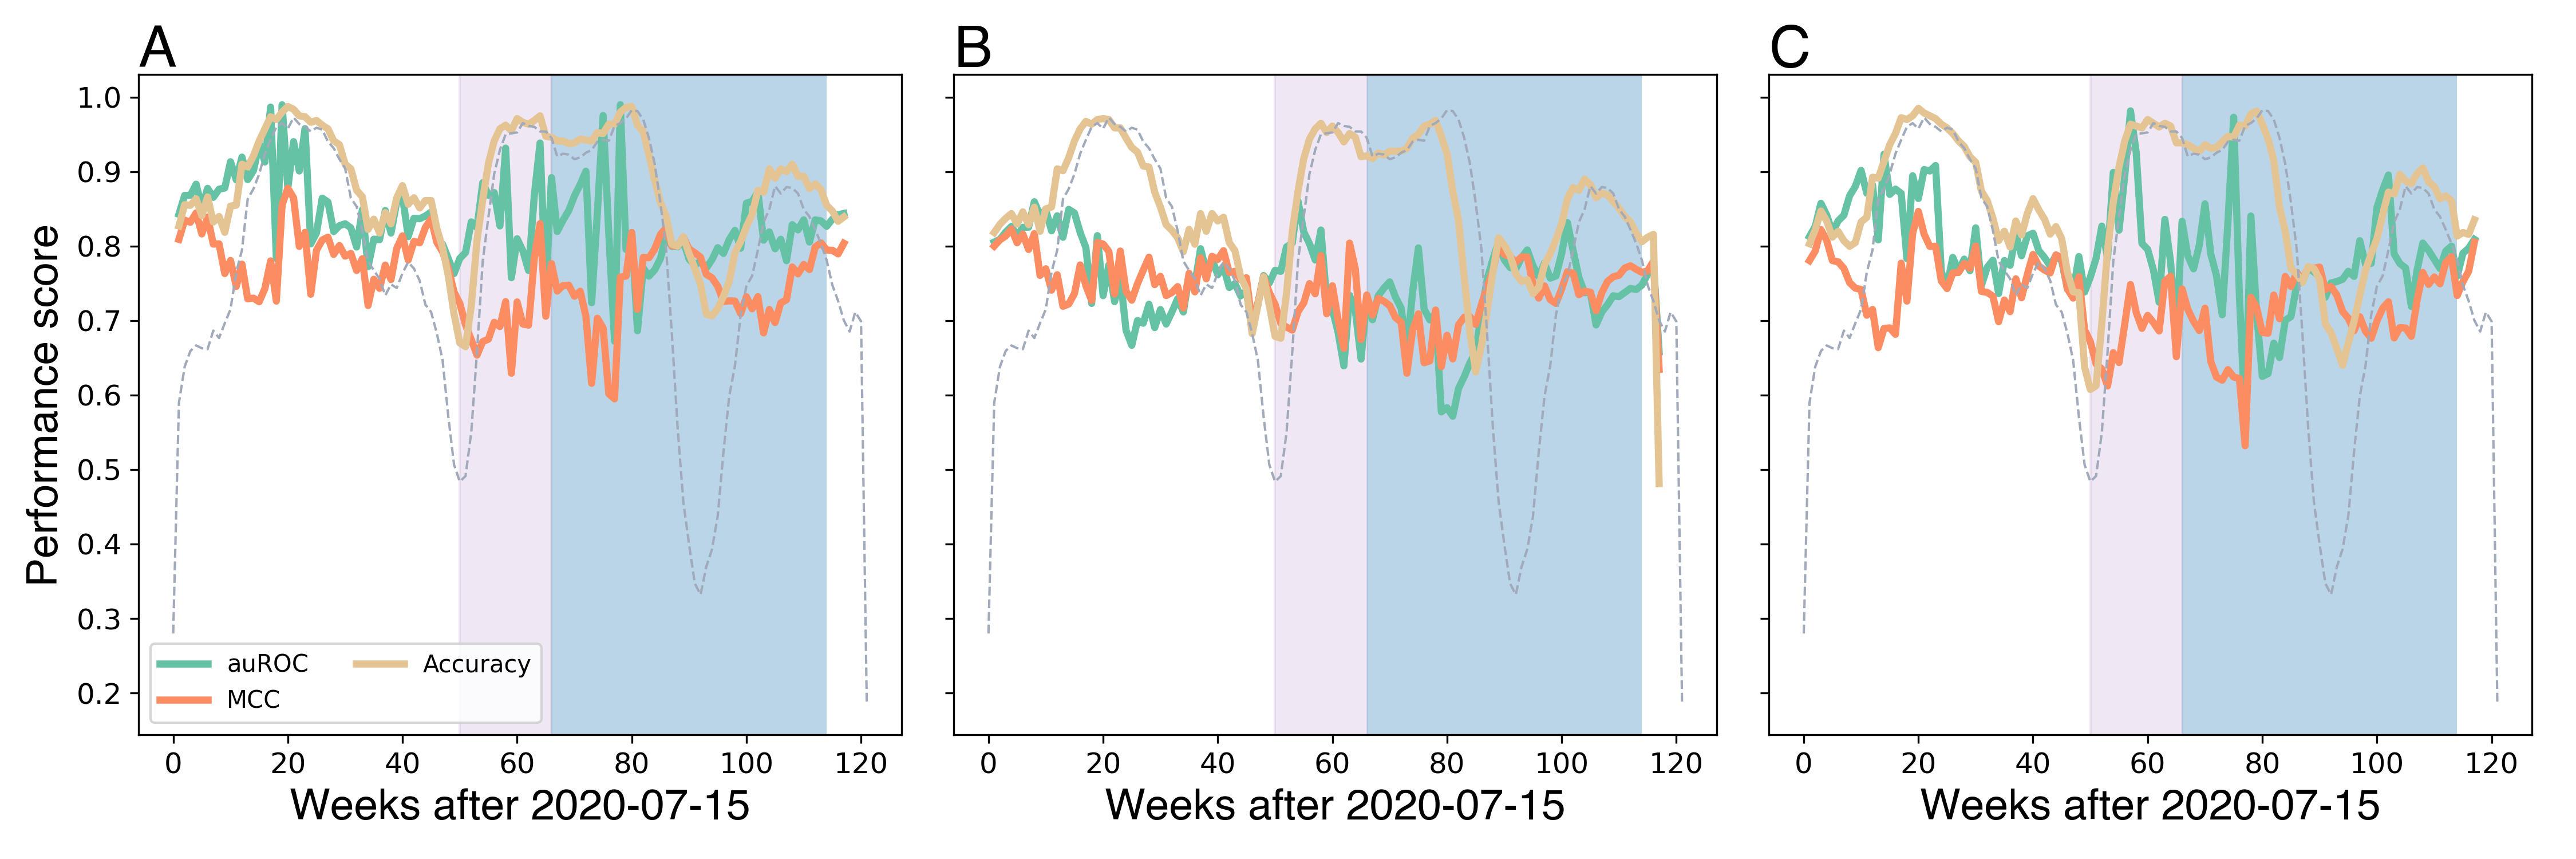 A B C
1.0
0.9
0.8
0.7
0.6
0.5
0.4
0.3
0.2
Performance score
auROC Accuracy
MCC
0 20 40 60 80 100 120
0 20 40 60 80 100 120
0 20 40 60 80 100 120
Weeks after 2020-07-15
Weeks after 2020-07-15
Weeks after 2020-07-15